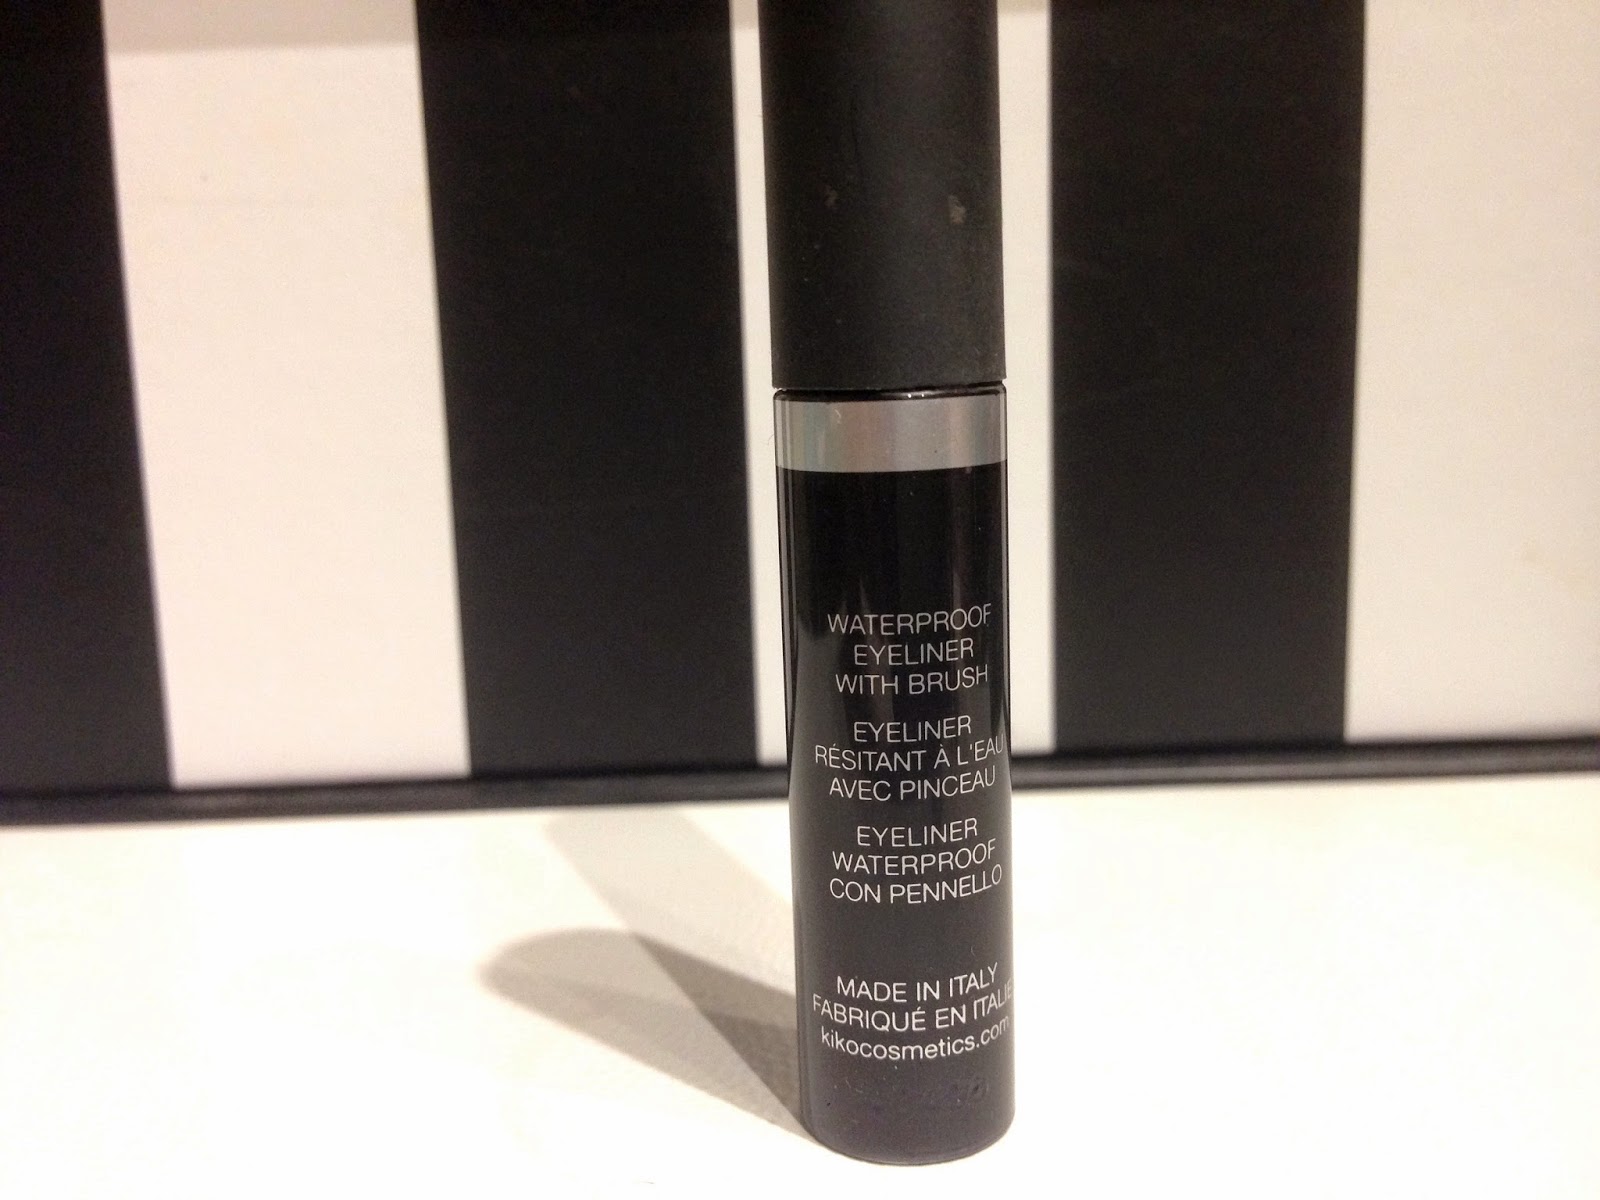 WATERPROOF
EYELINER
WITH BRUSH
EYELINER
RÉSITANT À L'EAU
AVEC PINCEAU
EYELINER
WATERPROOF
CON PENNELLO
MADE IN ITALY
FABRIQUÉ EN ITALIE
kikocosmetics.com